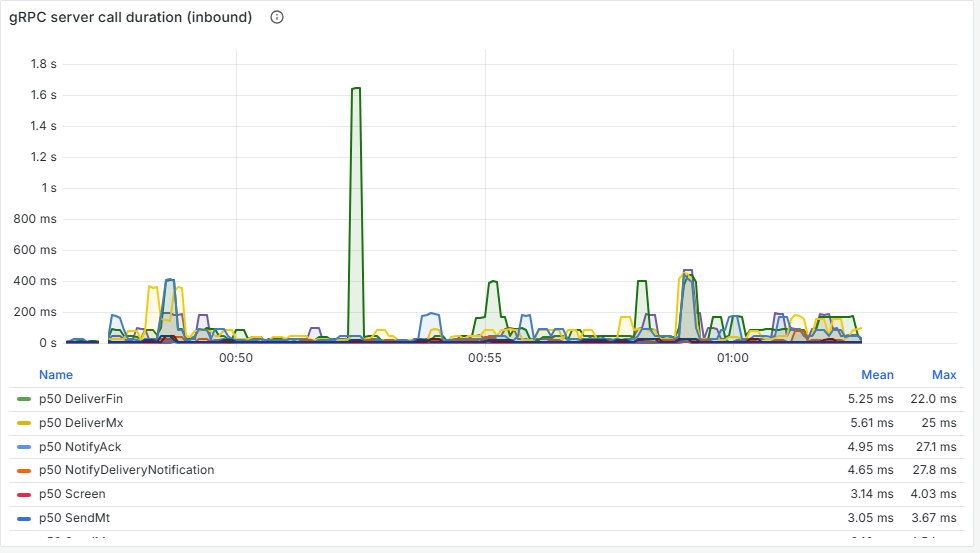 gRPC server call duration (inbound)
1.8 s
1.6 s
1.4 s
1.2 s
1 s
800 ms
600 ms
400 ms
200 ms
0 s
00:50 00:55 01:00
Name Mean Max
p50 DeliverFin 5.25 ms 22.0 ms
p50 DeliverMx 5.61 ms 25 ms
p50 NotifyAck 4.95 ms 27.1 ms
p50 NotifyDeliveryNotification 4.65 ms 27.8 ms
p50 Screen 3.14 ms 4.03 ms
p50 SendMt 3.05 ms 3.67 ms